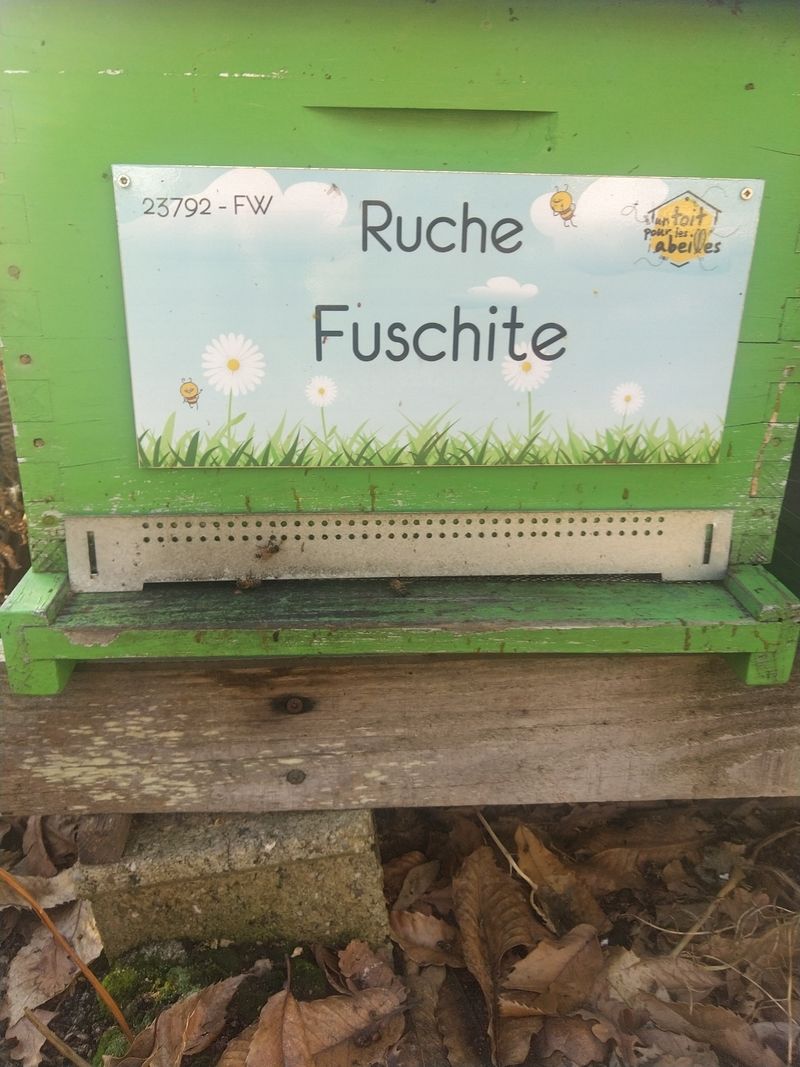 23792 - FW
Ruche
Fuschite
un toit
pour les
abeilles